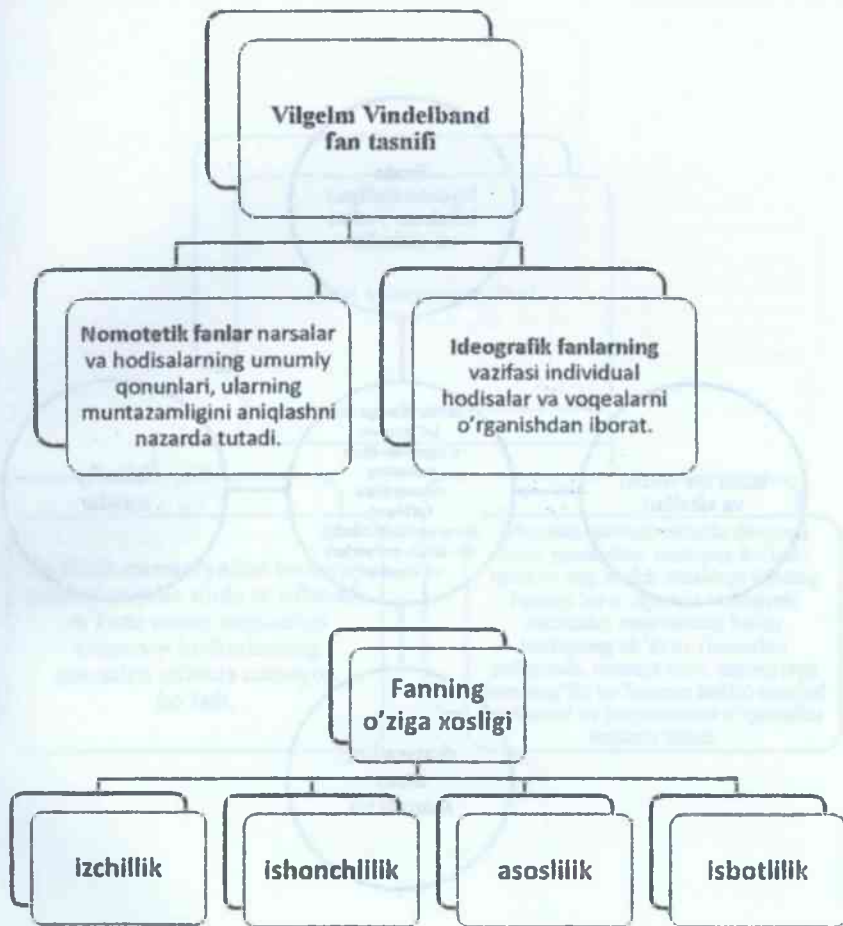 Vilgelm Vindelband
fan tasnifi
Nomotetik fanlar narsalar
va hodisalarning umumiy
qonunlari, ularning
muntazamligini aniqlashni
nazarda tutadi.
Ideografik fanlarning
vazifasi individual
hodisalar va voqealarni
o'rganishdan iborat.
Fanning
o'ziga xosligi
izchillik
ishonchlilik
asoslilik
isbotlilik